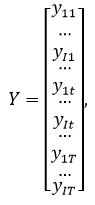 y11
...
yI1
...
y1t
Y = ...
yIt
...
y1T
...
yIT
,